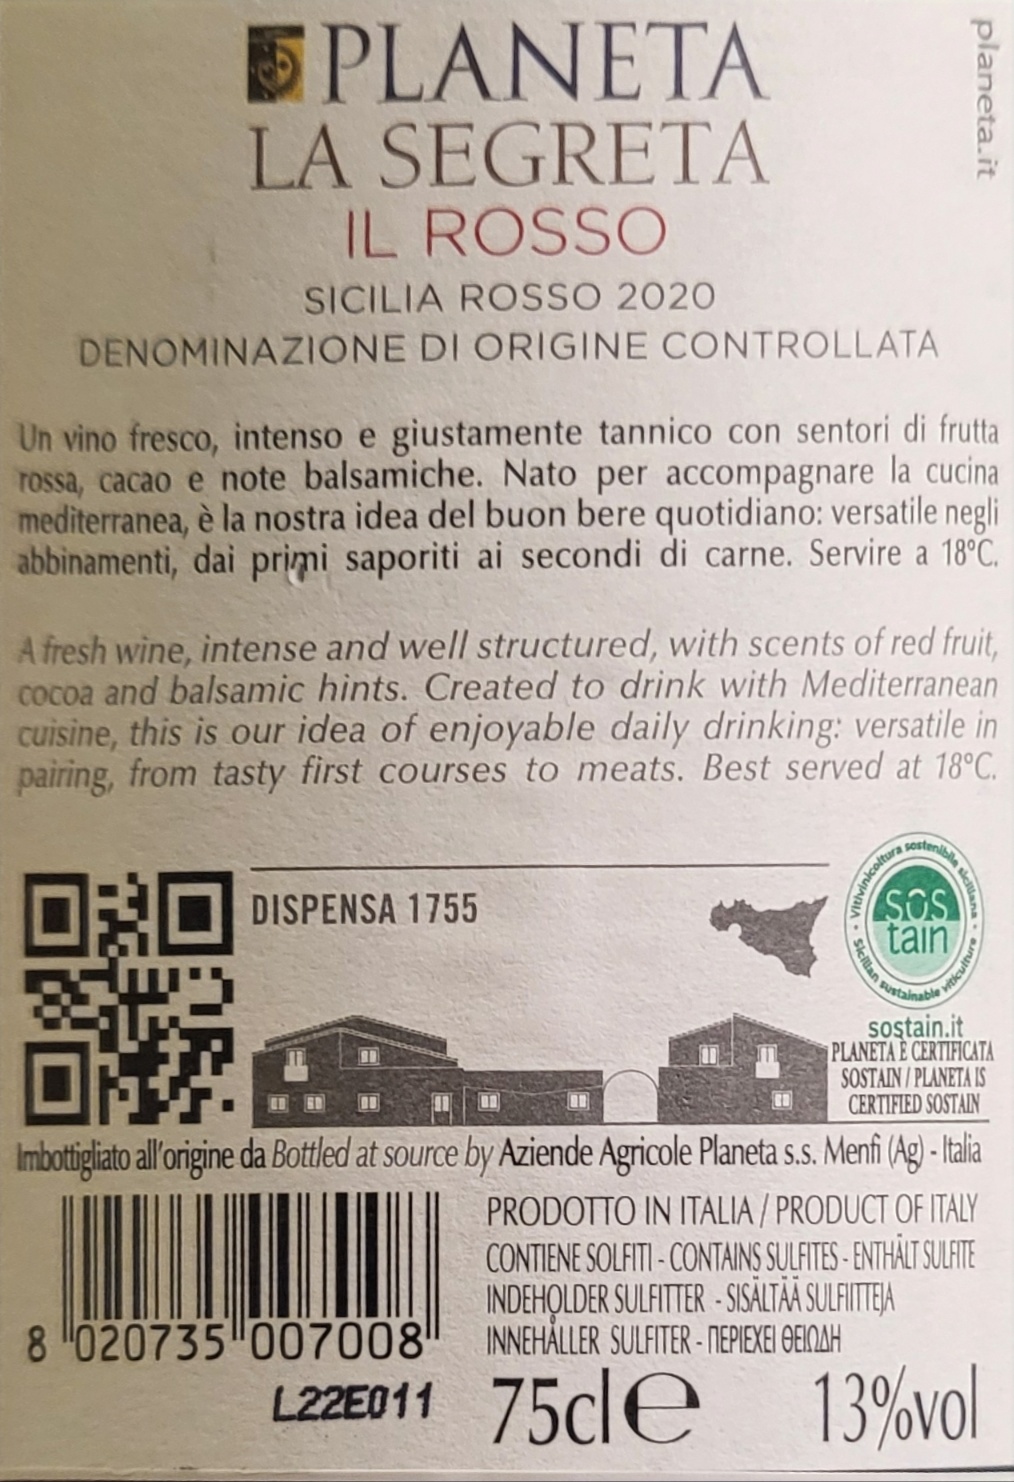 PLANETA
planeta.it
LA SEGRETA
IL ROSSO
SICILIA ROSSO 2020
DENOMINAZIONE DI ORIGINE CONTROLLATA
Un vino fresco, intenso e giustamente tannico con sentori di frutta
rossa, cacao e note balsamiche. Nato per accompagnare la cucina
mediterranea, è la nostra idea del buon bere quotidiano: versatile negli
abbinamenti, dai primi saporiti ai secondi di carne. Servire a 18°C.
A fresh wine, intense and well structured, with scents of red fruit,
cocoa and balsamic hints. Created to drink with Mediterranean
cuisine, this is our idea of enjoyable daily drinking: versatile in
pairing, from tasty first courses to meats. Best served at 18°C.
DISPENSA 1755
Vitivinicoltura sostenibile siciliana
SOS
tain
Sicilian sustainable viticulture
sostain.it
PLANETA È CERTIFICATA
SOSTAIN / PLANETA IS
CERTIFIED SOSTAIN
Imbottigliato all'origine da Bottled at source by Aziende Agricole Planeta s.s. Menfi (Ag) - Italia
PRODOTTO IN ITALIA / PRODUCT OF ITALY
CONTIENE SOLFITI - CONTAINS SULFITES - ENTHÄLT SULFITE
INDEHOLDER SULFITTER - SISÄLTÄÄ SULFIITTEJA
INNEHÅLLER SULFITER - ΠΕΡΙΕΧΕΙ ΘΕΙΩΔΗ
8 020735 007008
L22E011
75cl e
13%vol